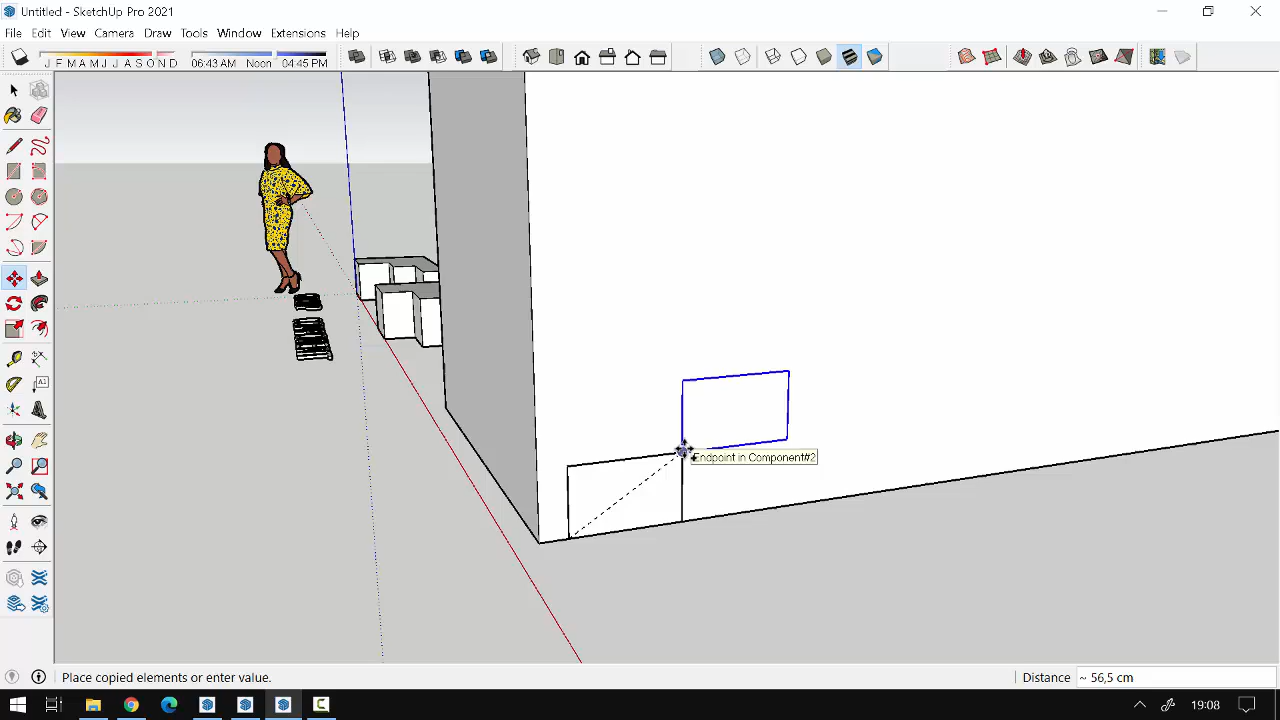 Untitled - SketchUp Pro 2021
File Edit View Camera Draw Tools Window Extensions Help
J F M A M J J A S O N D 06:43 AM Noon 04:45 PM
A1
Endpoint in Component#2
Place copied elements or enter value. Distance ~ 56,5 cm
19:08